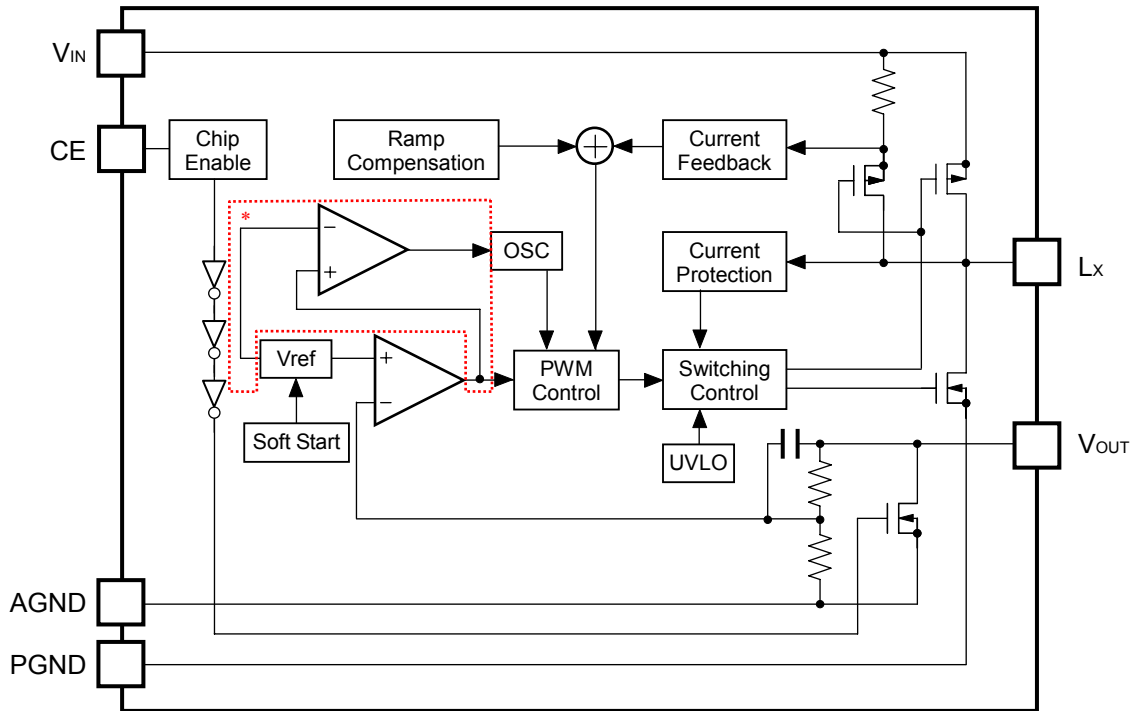 VIN
CE
Chip
Enable
Ramp
Compensation
+
Current
Feedback
*
−
+
OSC
Current
Protection
LX
Vref
+
−
PWM
Control
Switching
Control
Soft Start
UVLO
VOUT
AGND
PGND